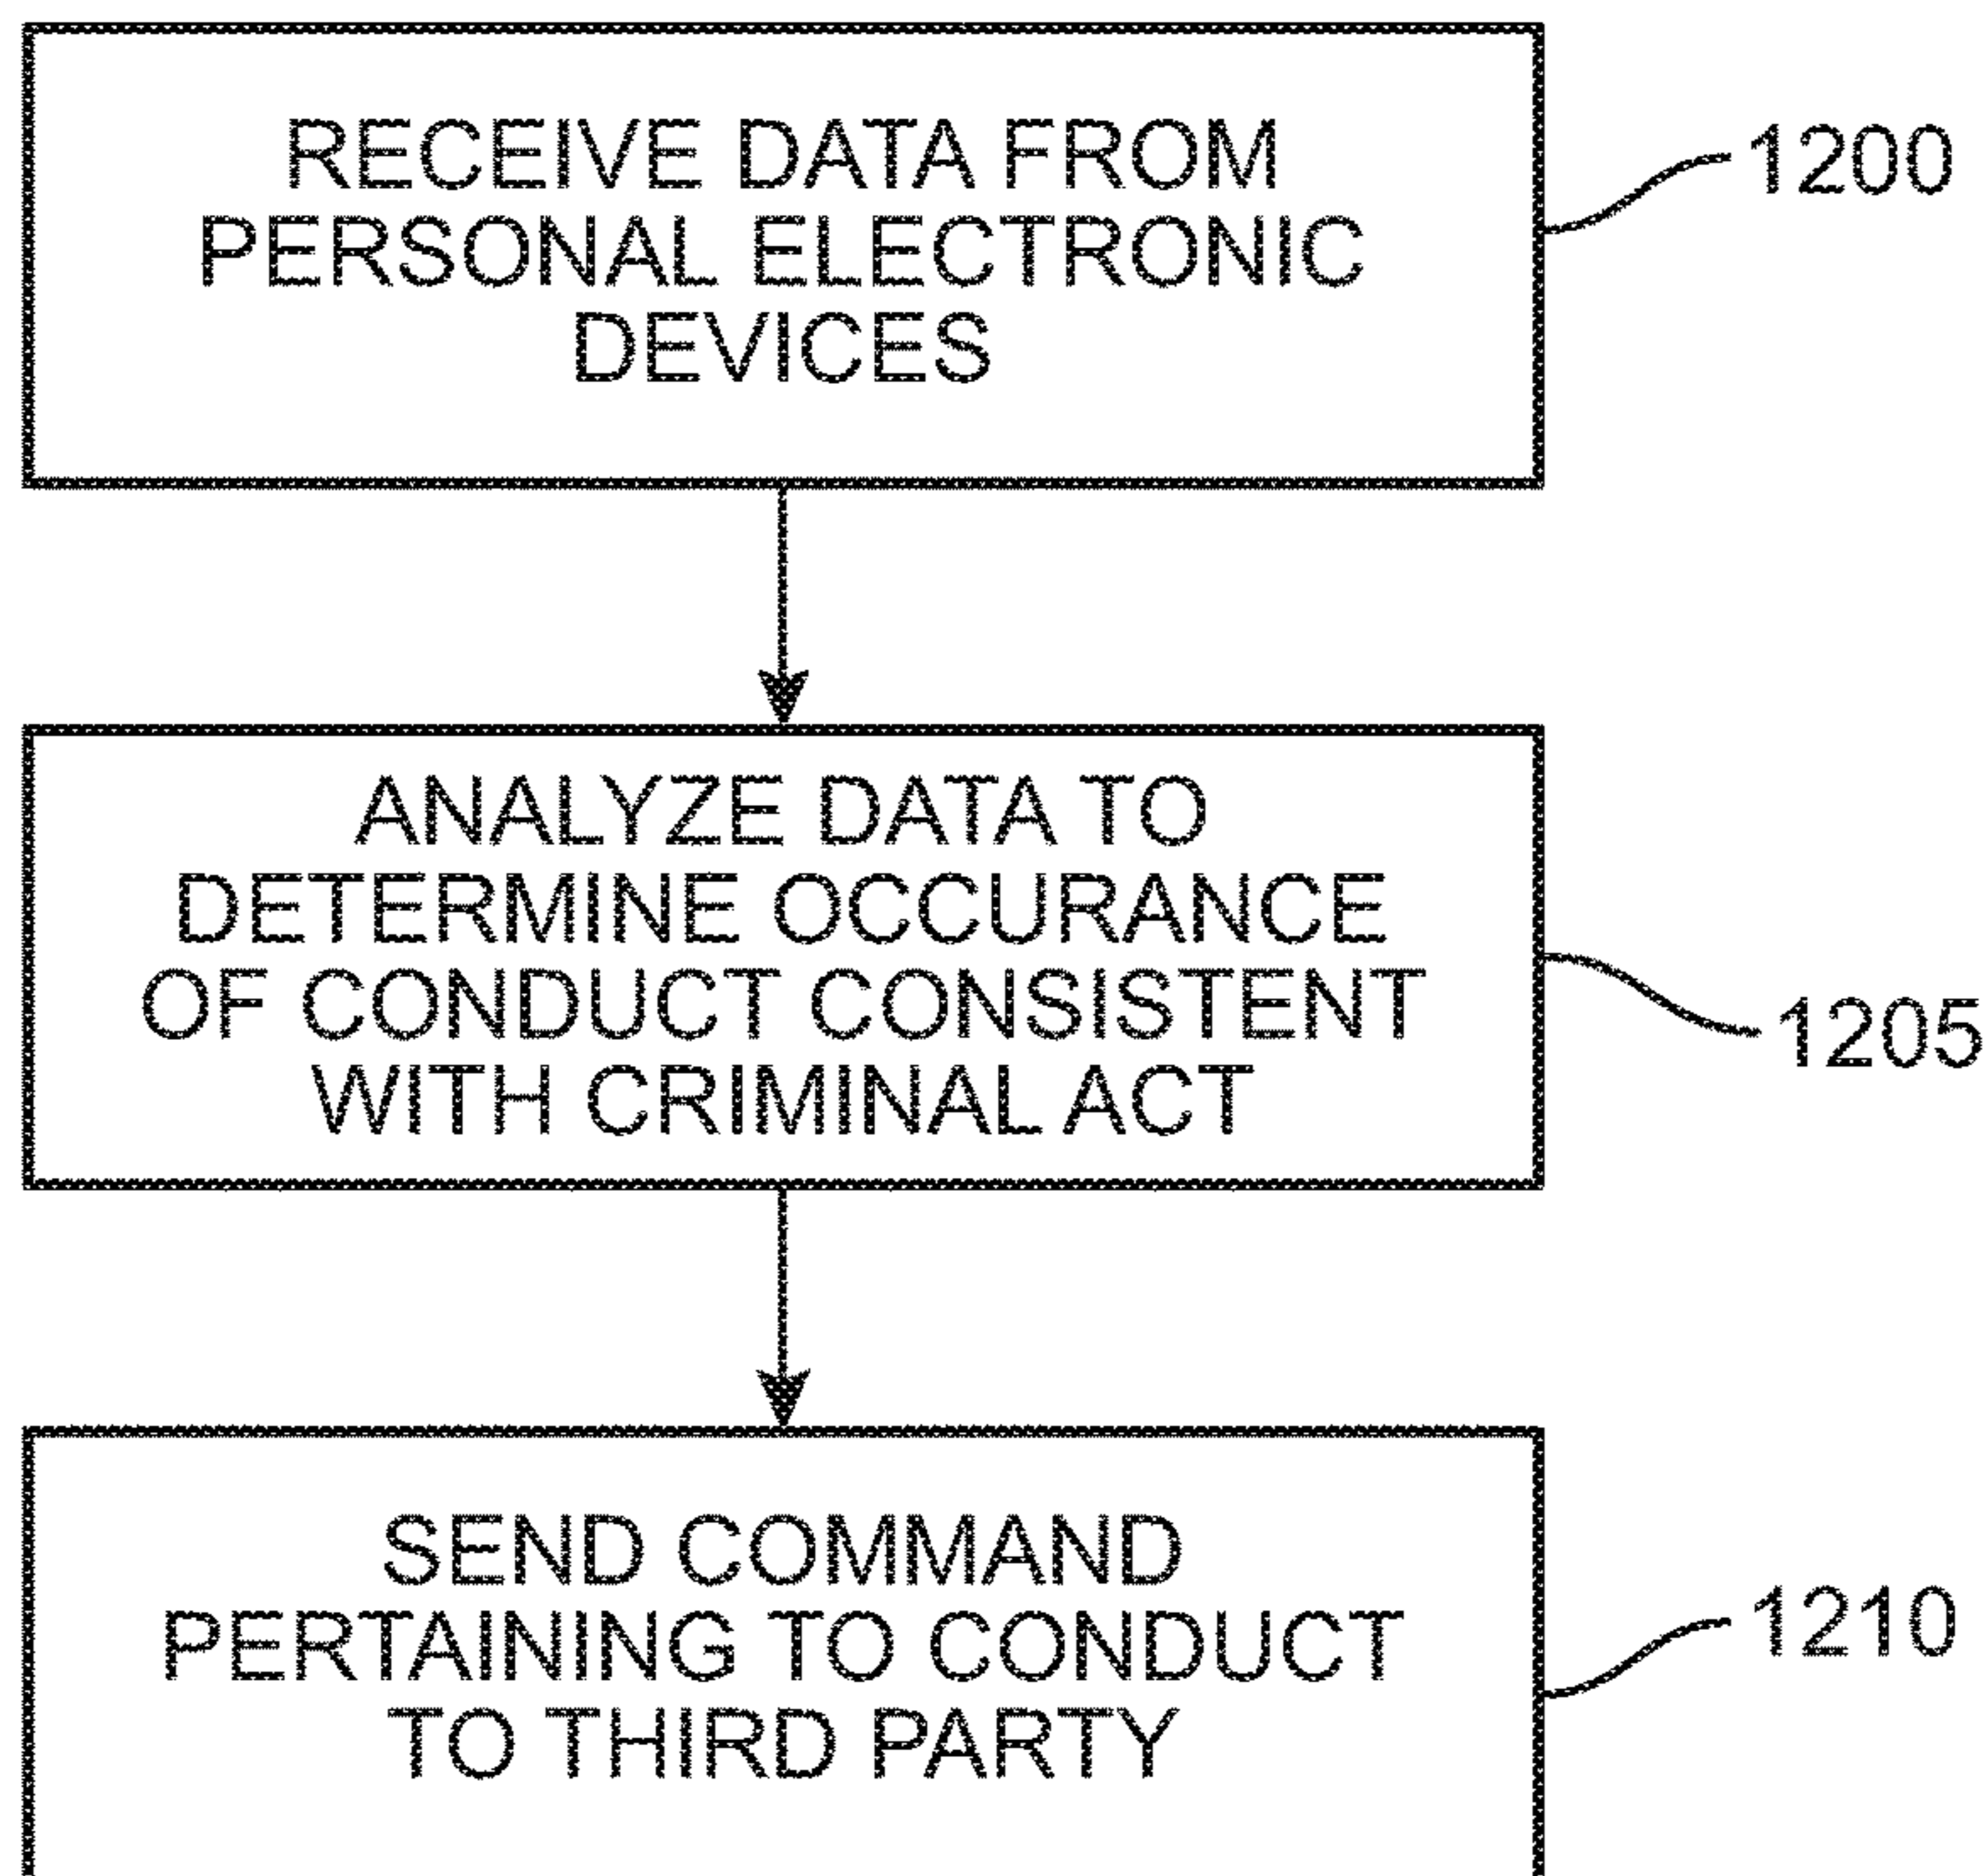 RECEIVE DATA FROM
PERSONAL ELECTRONIC
DEVICES
1200
ANALYZE DATA TO
DETERMINE OCCURANCE
OF CONDUCT CONSISTENT
WITH CRIMINAL ACT
1205
SEND COMMAND
PERTAINING TO CONDUCT
TO THIRD PARTY
1210